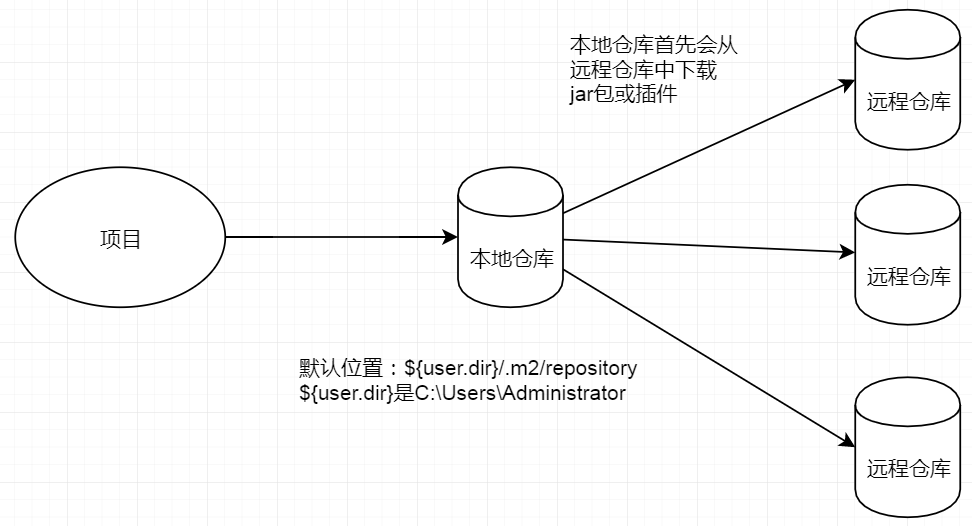 本地仓库首先会从
远程仓库中下载
jar包或插件
远程仓库
项目
本地仓库
远程仓库
默认位置：${user.dir}/.m2/repository
${user.dir}是C:\Users\Administrator
远程仓库